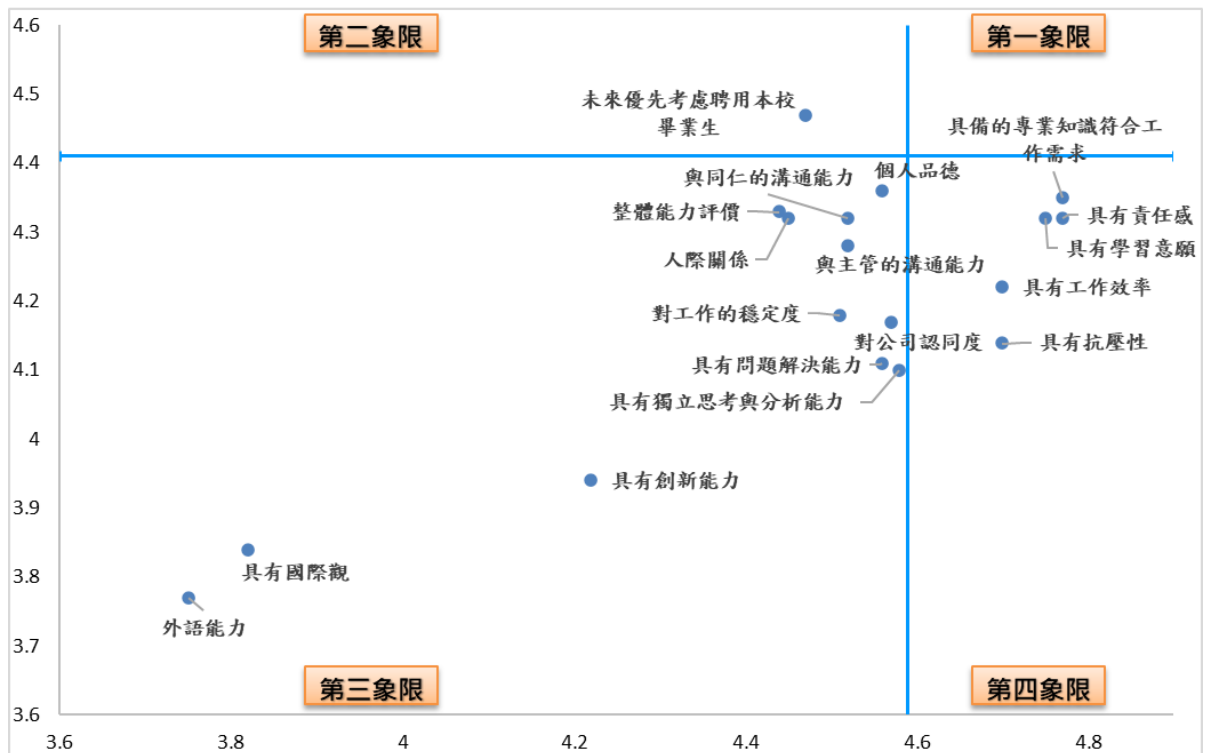 4.6
第二象限
第一象限
4.5
未來優先考慮聘用本校
畢業生
具備的專業知識符合工
作需求
4.4
與同仁的溝通能力
個人品德
整體能力評價
具有責任感
4.3
人際關係
與主管的溝通能力
具有學習意願
具有工作效率
4.2
對工作的穩定度
對公司認同度
具有抗壓性
具有問題解決能力
4.1
具有獨立思考與分析能力
4
具有創新能力
3.9
3.8
具有國際觀
外語能力
3.7
第三象限
第四象限
3.6
3.6
3.8
4
4.2
4.4
4.6
4.8